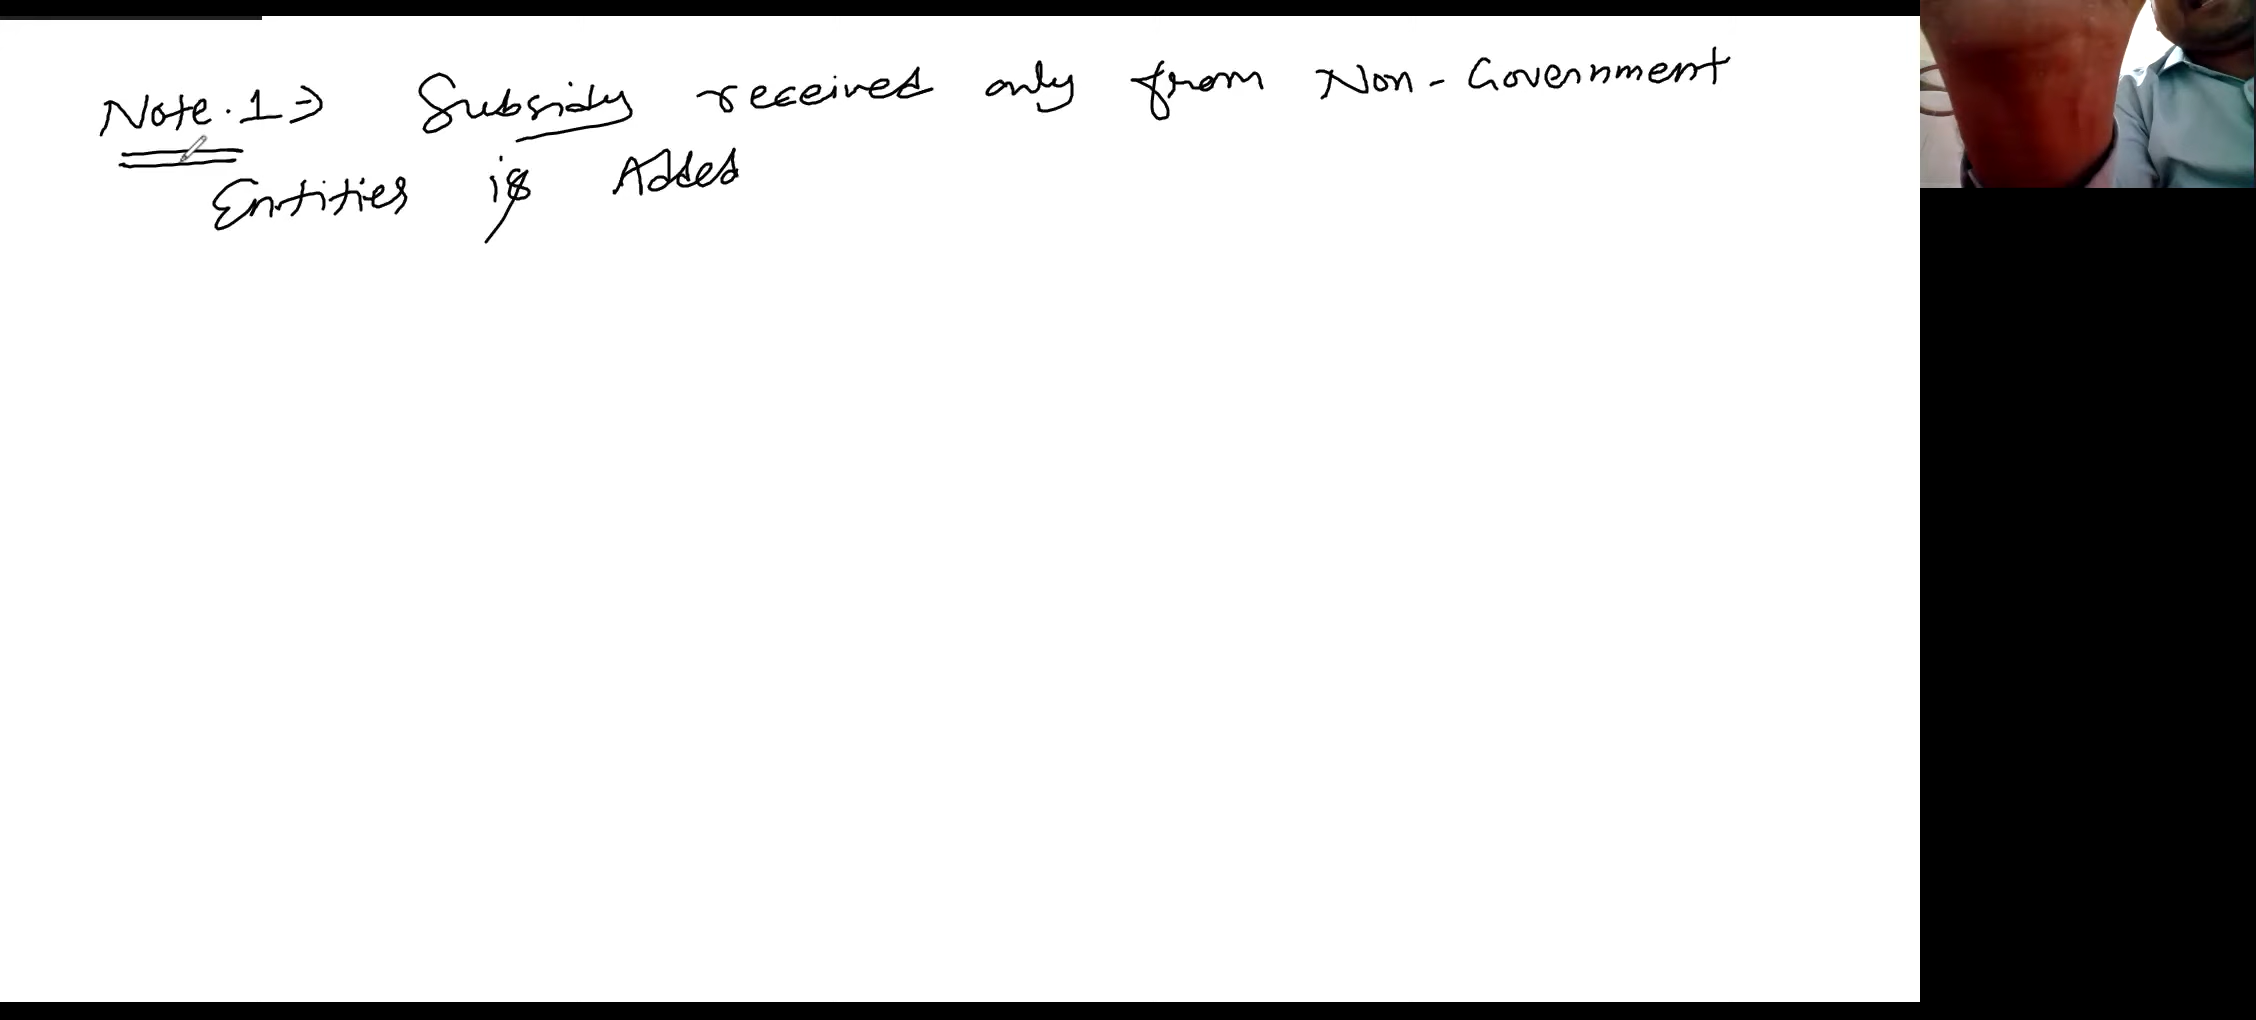 Note.1 ⇒ Subsidy received only from Non-Government
Entities is Added